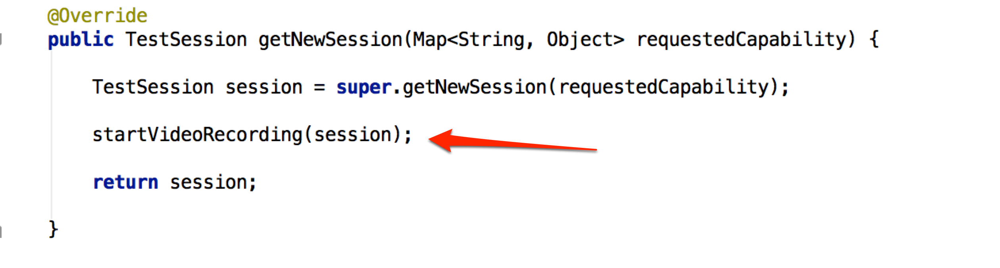 @Override
public TestSession getNewSession(Map<String, Object> requestedCapability) {
TestSession session = super.getNewSession(requestedCapability);
startVideoRecording(session);
return session;
}